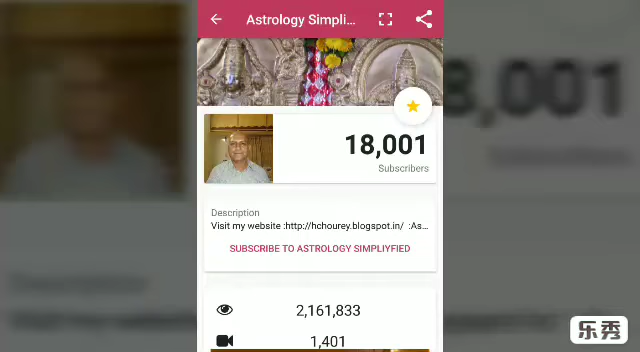 Astrology Simpli...
18,001
Subscribers
Description
Visit my website :http://hchourey.blogspot.in/ :As...
SUBSCRIBE TO ASTROLOGY SIMPLIYFIED
2,161,833
1,401
乐秀